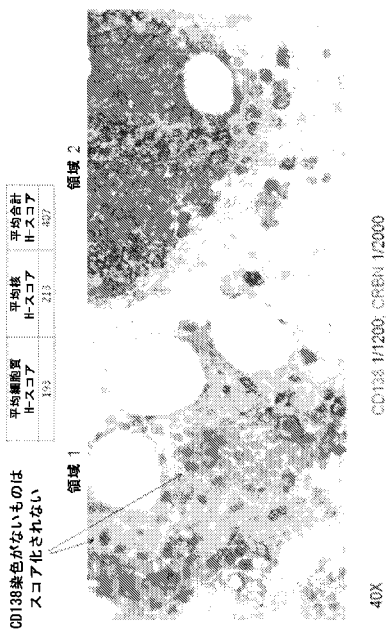 CD138染色がないものは
スコア化されない
平均細胞質
H-スコア
平均核
H-スコア
平均合計
H-スコア
213
407
領域 1
領域 2
40X
CD138 1/1200; CRBN 1/2000